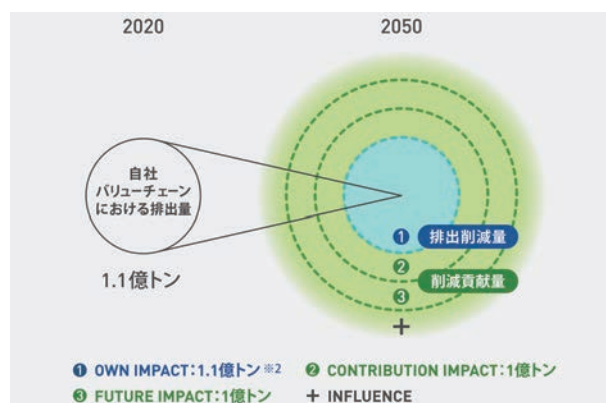 2020
2050
自社
バリューチェーン
における排出量
1.1億トン
❶ 排出削減量
❷
削減貢献量
❸
+
❶ OWN IMPACT：1.1億トン ※2
❷ CONTRIBUTION IMPACT：1億トン
❸ FUTURE IMPACT：1億トン
+ INFLUENCE